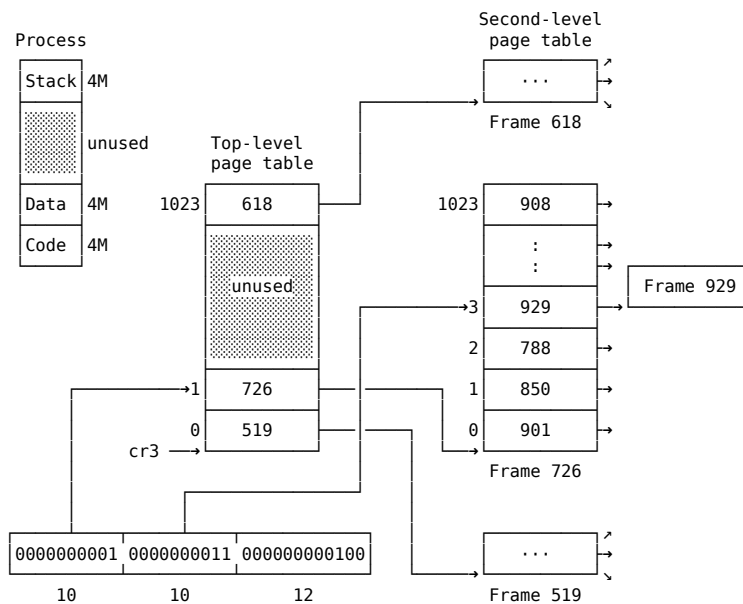 Second-level
page table
Process
Stack 4M
...
unused
Frame 618
Top-level
page table
Data 4M
1023 618
1023 908
Code 4M
:
:
unused
Frame 929
3 929
2 788
1 726
1 850
0 519
0 901
cr3
Frame 726
0000000001 0000000011 000000000100
...
10 10 12
Frame 519